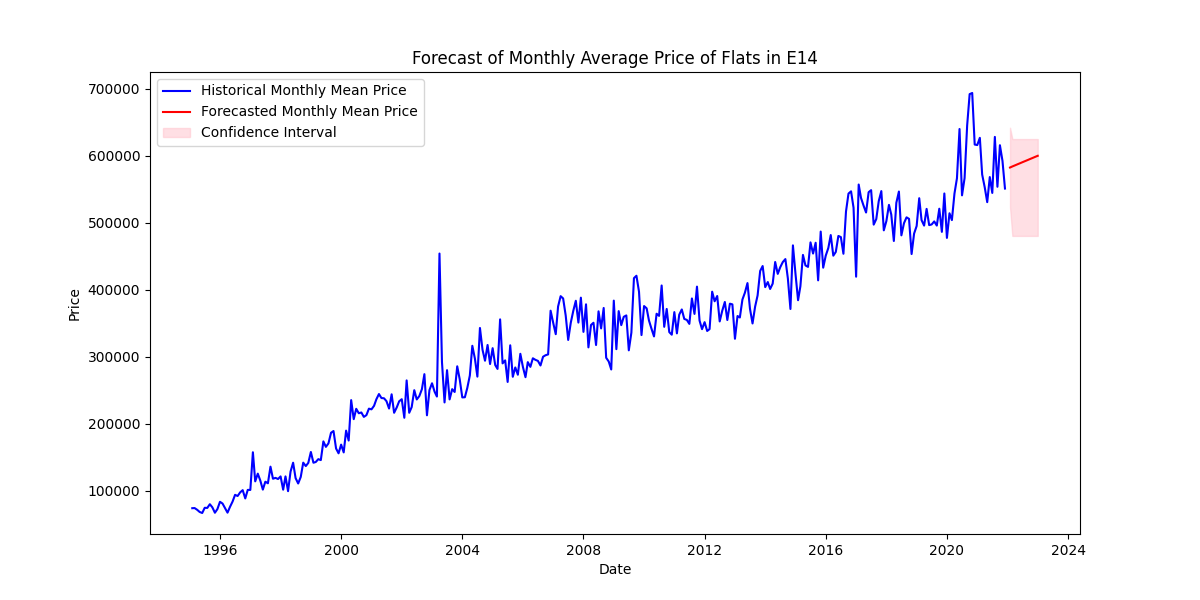 Forecast of Monthly Average Price of Flats in E14
Historical Monthly Mean Price
Forecasted Monthly Mean Price
Confidence Interval
700000
600000
500000
400000
300000
200000
100000
Price
1996 2000 2004 2008 2012 2016 2020 2024
Date